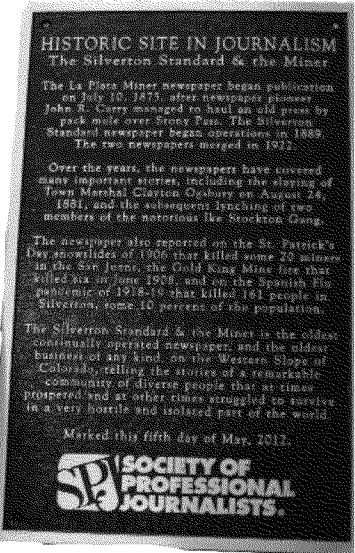 HISTORIC SITE IN JOURNALISM
The Silverton Standard & the Miner
The La Plata Miner newspaper began publication
on July 10, 1875, after newspaper pioneer
John R. Curry managed to haul an old press by
pack mule over Stony Pass. The Silverton
Standard newspaper began operations in 1889.
The two newspapers merged in 1922.
Over the years, the newspapers have covered
many important stories, including the slaying of
Town Marshal Clayton Ogsbury on August 24,
1881, and the subsequent lynching of two
members of the notorious Ike Stockton Gang.
The newspaper also reported on the St. Patrick's
Day snowslides of 1906 that killed some 20 miners
in the San Juans, the Gold King Mine fire that
killed six in June 1908, and on the Spanish Flu
pandemic of 1918-19 that killed 161 people in
Silverton, some 10 percent of the population.
The Silverton Standard & the Miner is the oldest
continually operated newspaper, and the oldest
business of any kind, on the Western Slope of
Colorado, telling the stories of a remarkable
community of diverse people that at times
prospered and at other times struggled to survive
in a very hostile and isolated part of the world.
Marked this fifth day of May, 2012.
SPJ SOCIETY OF
PROFESSIONAL
JOURNALISTS.